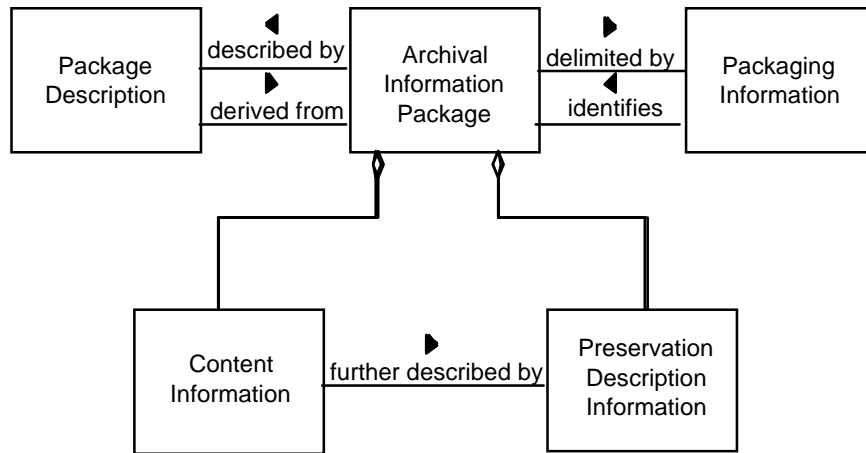 Package
Description
described by
derived from
Archival
Information
Package
delimited by
identifies
Packaging
Information
Content
Information
further described by
Preservation
Description
Information